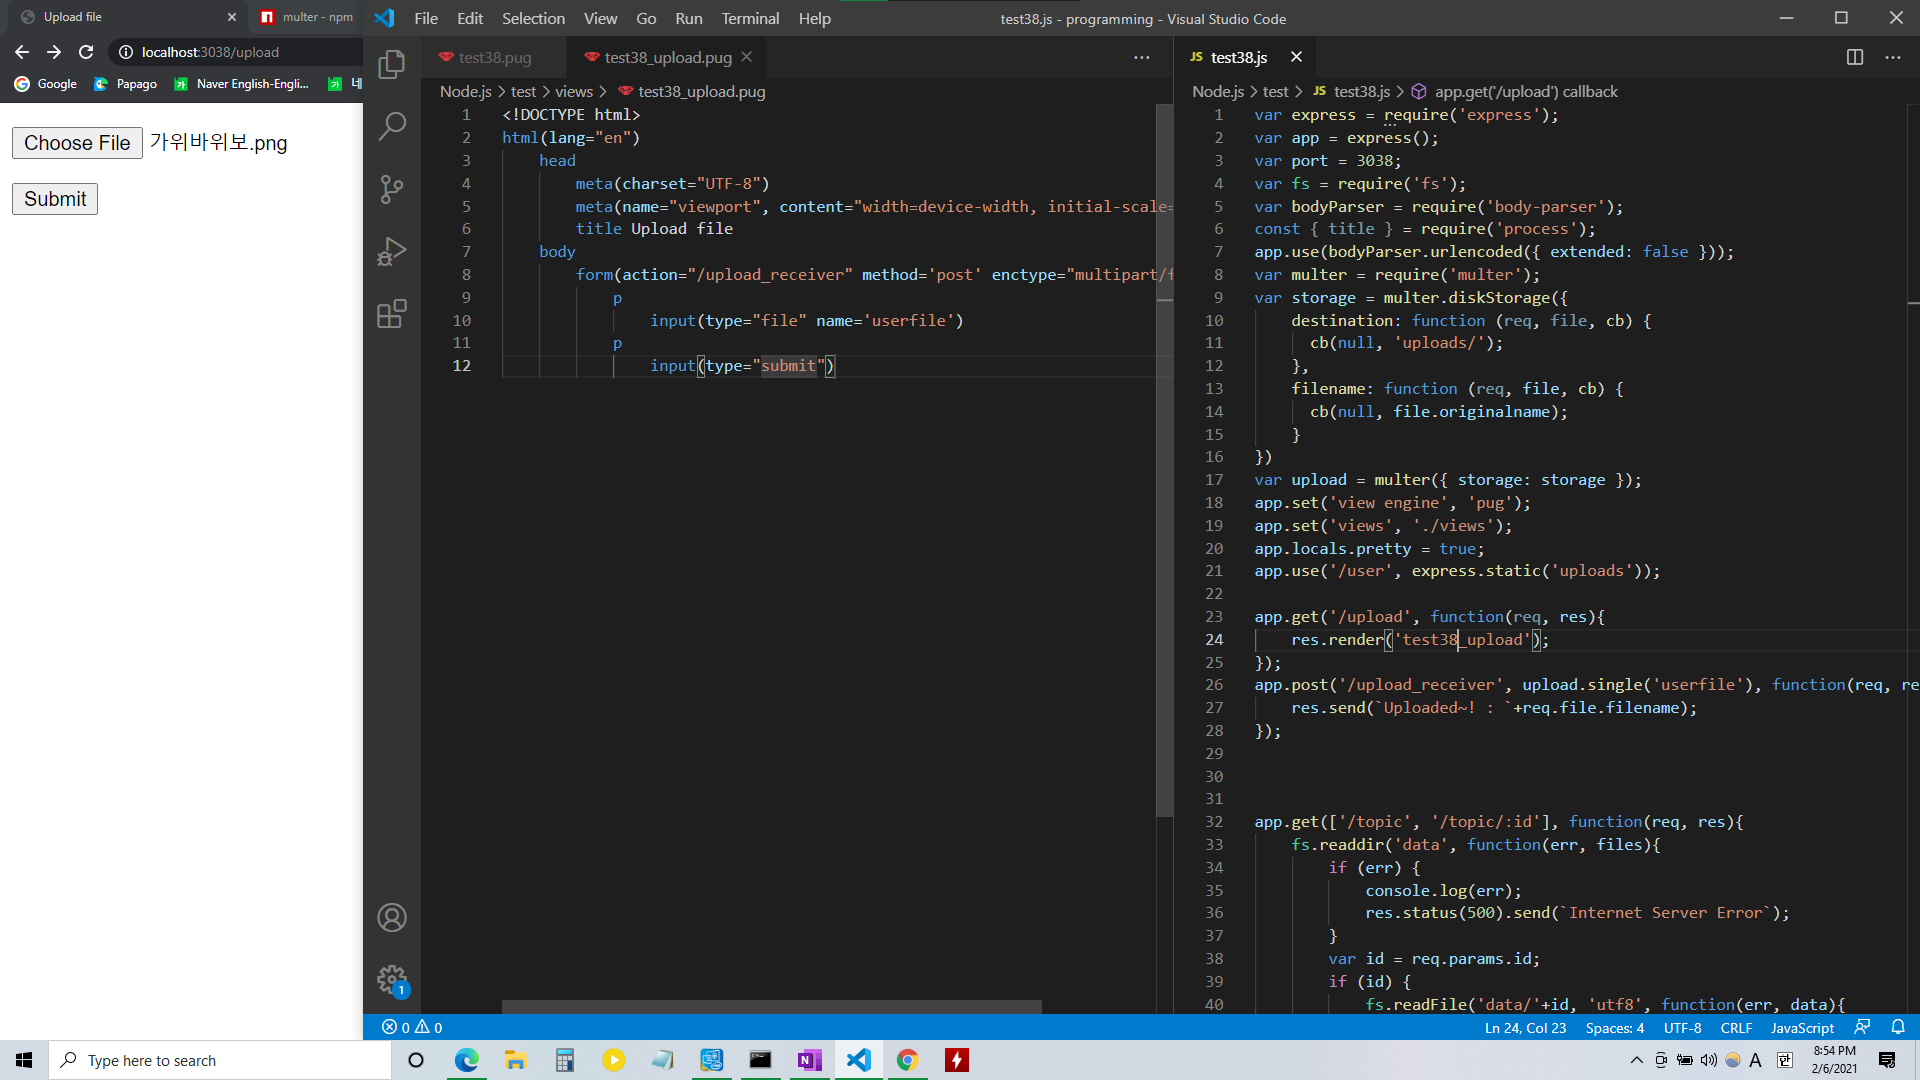 Upload file
multer - npm
localhost:3038/upload
Google
Papago
Naver English-Engli...
Choose File 가위바위보.png
Submit
File Edit Selection View Go Run Terminal Help
test38.js - programming - Visual Studio Code
test38.pug
test38_upload.pug
Node.js > test > views > test38_upload.pug
1 <!DOCTYPE html>
2 html(lang="en")
3 head
4 meta(charset="UTF-8")
5 meta(name="viewport", content="width=device-width, initial-scale=
6 title Upload file
7 body
8 form(action="/upload_receiver" method='post' enctype="multipart/f
9 p
10 input(type="file" name='userfile')
11 p
12 input(type="submit")
JS test38.js
Node.js > test > JS test38.js > app.get('/upload') callback
1 var express = require('express');
2 var app = express();
3 var port = 3038;
4 var fs = require('fs');
5 var bodyParser = require('body-parser');
6 const { title } = require('process');
7 app.use(bodyParser.urlencoded({ extended: false }));
8 var multer = require('multer');
9 var storage = multer.diskStorage({
10 destination: function (req, file, cb) {
11 cb(null, 'uploads/');
12 },
13 filename: function (req, file, cb) {
14 cb(null, file.originalname);
15 }
16 })
17 var upload = multer({ storage: storage });
18 app.set('view engine', 'pug');
19 app.set('views', './views');
20 app.locals.pretty = true;
21 app.use('/user', express.static('uploads'));
22
23 app.get('/upload', function(req, res){
24 res.render('test38_upload');
25 });
26 app.post('/upload_receiver', upload.single('userfile'), function(req, re
27 res.send(`Uploaded~! : `+req.file.filename);
28 });
29
30
31
32 app.get(['/topic', '/topic/:id'], function(req, res){
33 fs.readdir('data', function(err, files){
34 if (err) {
35 console.log(err);
36 res.status(500).send(`Internet Server Error`);
37 }
38 var id = req.params.id;
39 if (id) {
40 fs.readFile('data/'+id, 'utf8', function(err, data){
1
0 0
Ln 24, Col 23 Spaces: 4 UTF-8 CRLF JavaScript
Type here to search
A
한
8:54 PM
2/6/2021